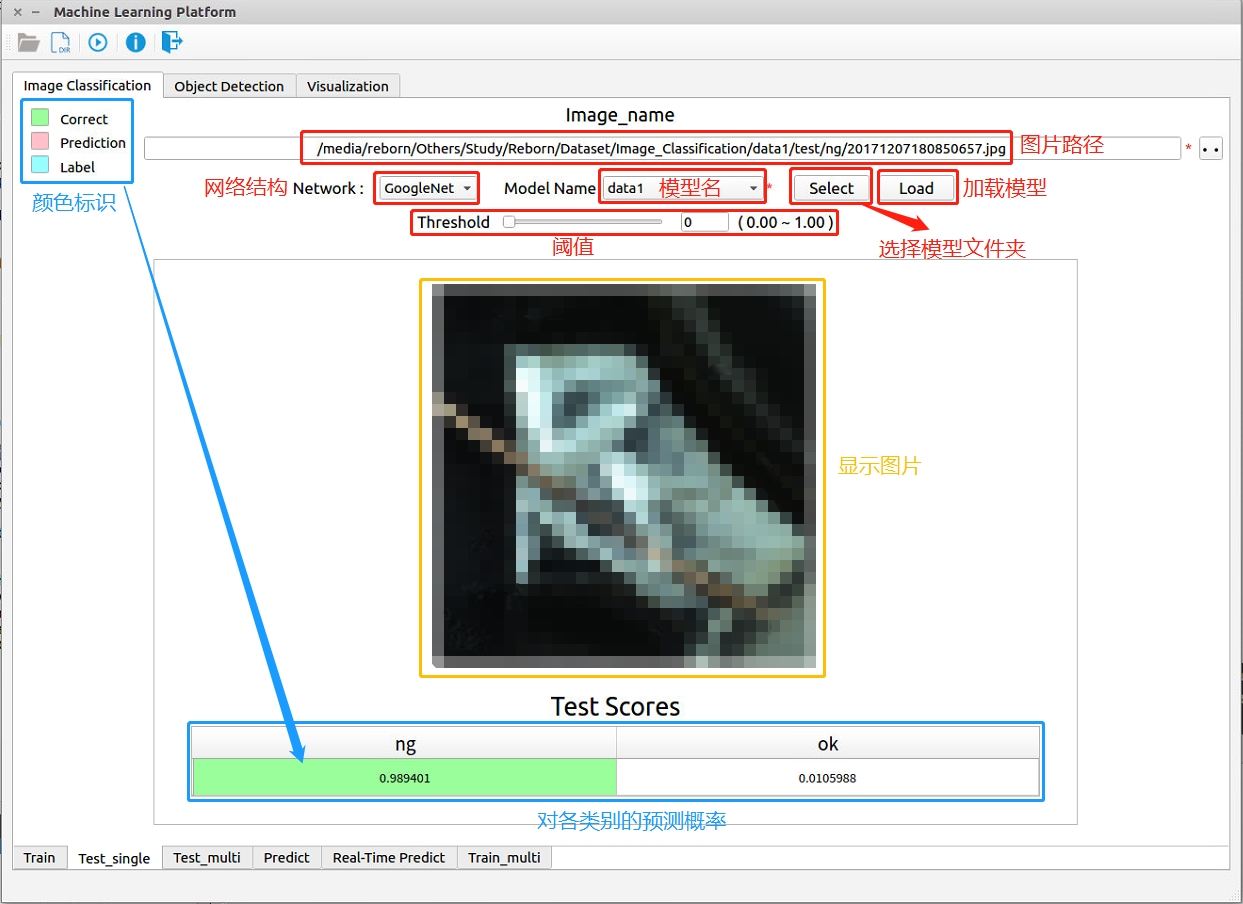 Machine Learning Platform
DIR
Image Classification Object Detection Visualization
Correct
Prediction
Label
颜色标识
Image_name
/media/reborn/Others/Study/Reborn/Dataset/Image_Classification/data1/test/ng/20171207180850657.jpg * ..
图片路径
网络结构 Network : GoogleNet Model Name data1 模型名 * Select Load 加载模型
Threshold 0 ( 0.00 ~ 1.00 )
阈值
选择模型文件夹
显示图片
Test Scores
ng ok
0.989401 0.0105988
对各类别的预测概率
Train Test_single Test_multi Predict Real-Time Predict Train_multi